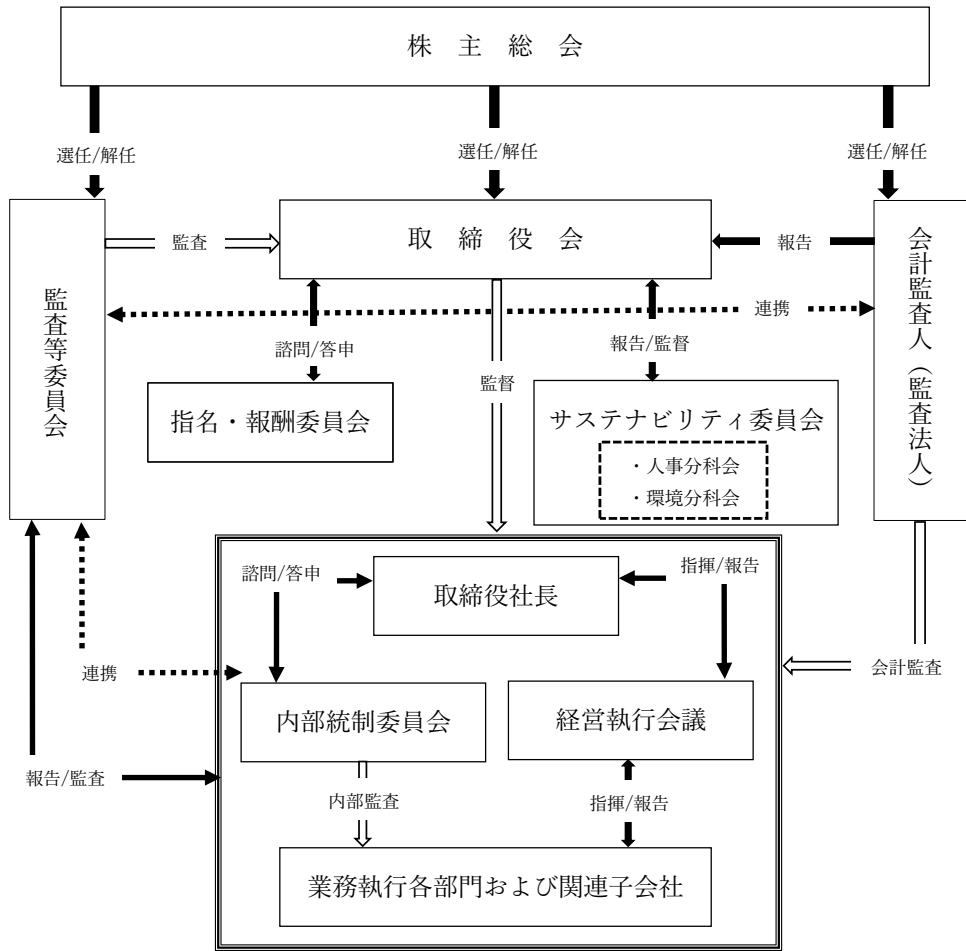 株 主 総 会
選任/解任
選任/解任
選任/解任
監査等委員会
監査
取 締 役 会
報告
会計監査人（監査法人）
連携
諮問/答申
報告/監督
監督
指名・報酬委員会
サステナビリティ委員会
・人事分科会
・環境分科会
諮問/答申
取締役社長
指揮/報告
連携
会計監査
内部統制委員会
経営執行会議
報告/監査
内部監査
指揮/報告
業務執行各部門および関連子会社